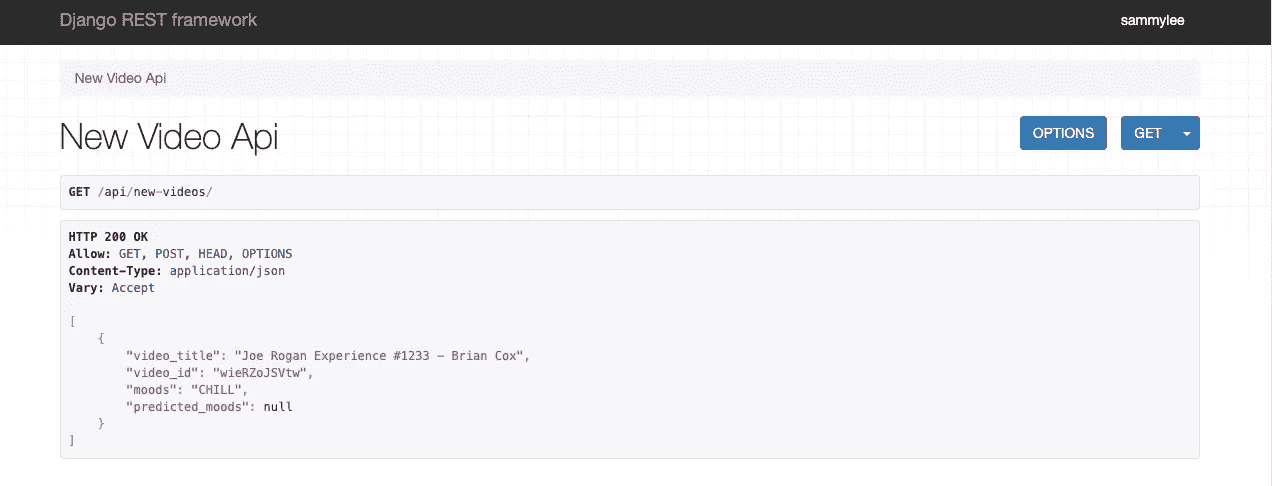 Django REST framework
sammylee
New Video Api
New Video Api
OPTIONS
GET
GET /api/new-videos/
HTTP 200 OK
Allow: GET, POST, HEAD, OPTIONS
Content-Type: application/json
Vary: Accept
[
    {
        "video_title": "Joe Rogan Experience #1233 - Brian Cox",
        "video_id": "wieRZoJSVtw",
        "moods": "CHILL",
        "predicted_moods": null
    }
]